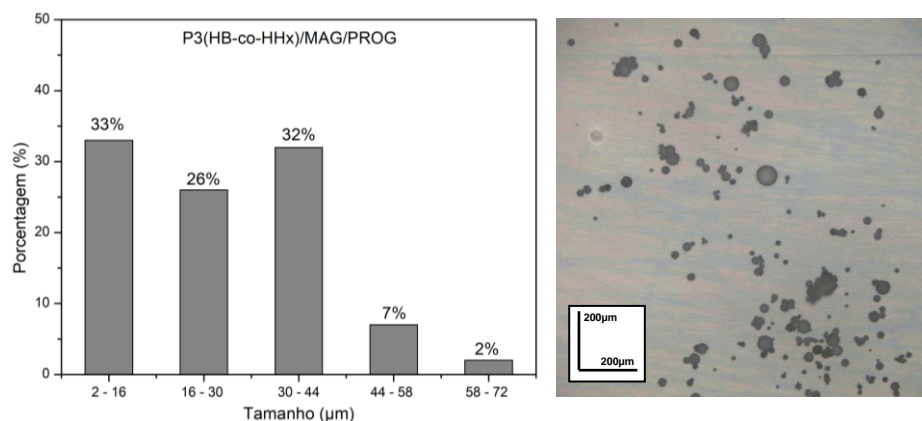 P3(HB-co-HHx)/MAG/PROG
Porcentagem (%)
50
40
30
20
10
0
33%
26%
32%
7%
2%
2 - 16
16 - 30
30 - 44
44 - 58
58 - 72
Tamanho (µm)
200µm
200µm